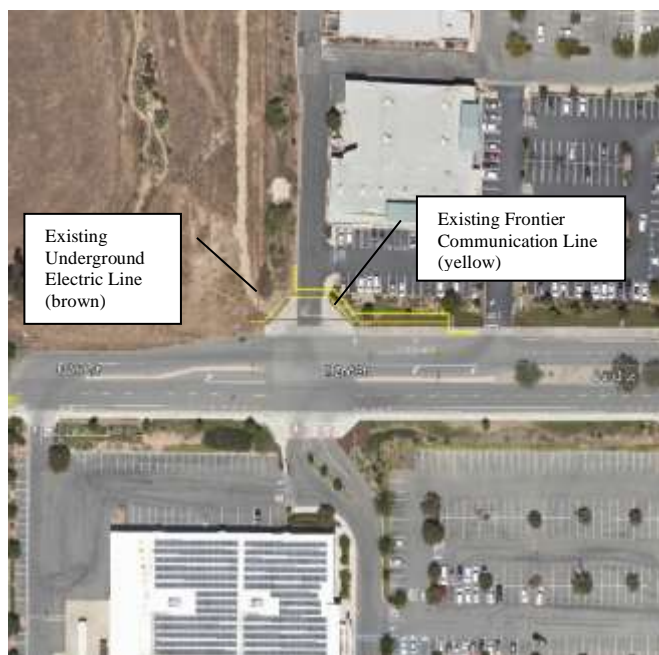 Existing
Underground
Electric Line
(brown)
Existing Frontier
Communication Line
(yellow)